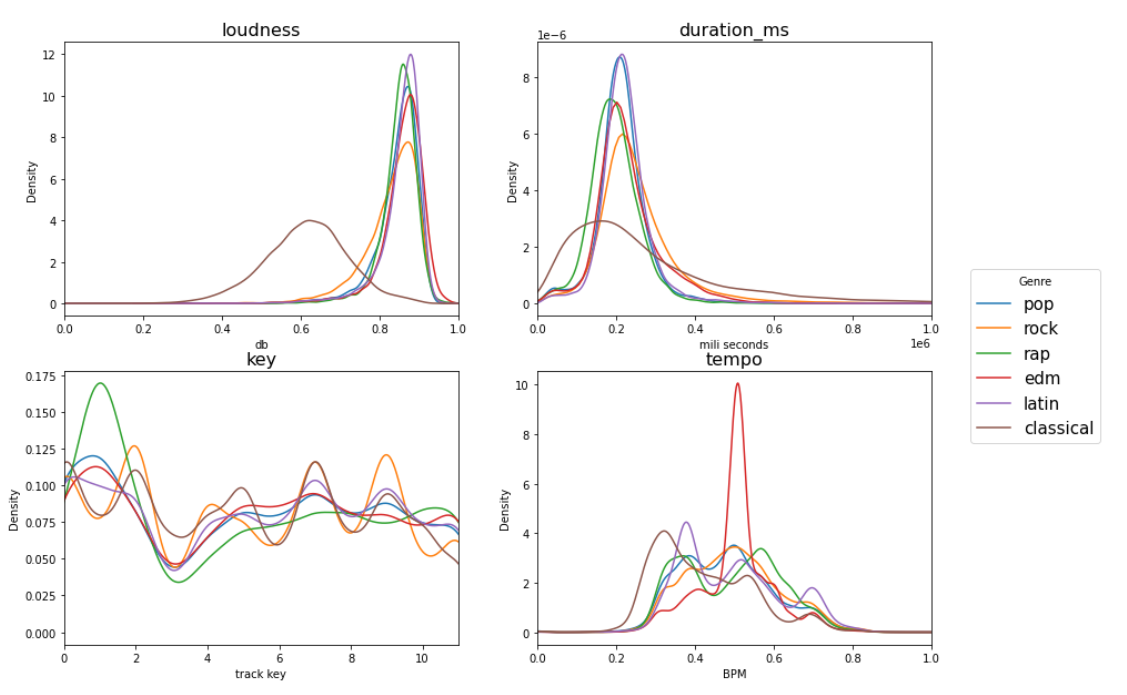 loudness
12
10
8
6
4
2
0
Density
0.0 0.2 0.4 0.6 0.8 1.0
db
duration_ms
1e−6
8
6
4
2
0
Density
0.0 0.2 0.4 0.6 0.8 1.0
mili seconds
1e6
key
0.175
0.150
0.125
0.100
0.075
0.050
0.025
0.000
Density
0 2 4 6 8 10
track key
tempo
10
8
6
4
2
0
Density
0.0 0.2 0.4 0.6 0.8 1.0
BPM
Genre
pop
rock
rap
edm
latin
classical